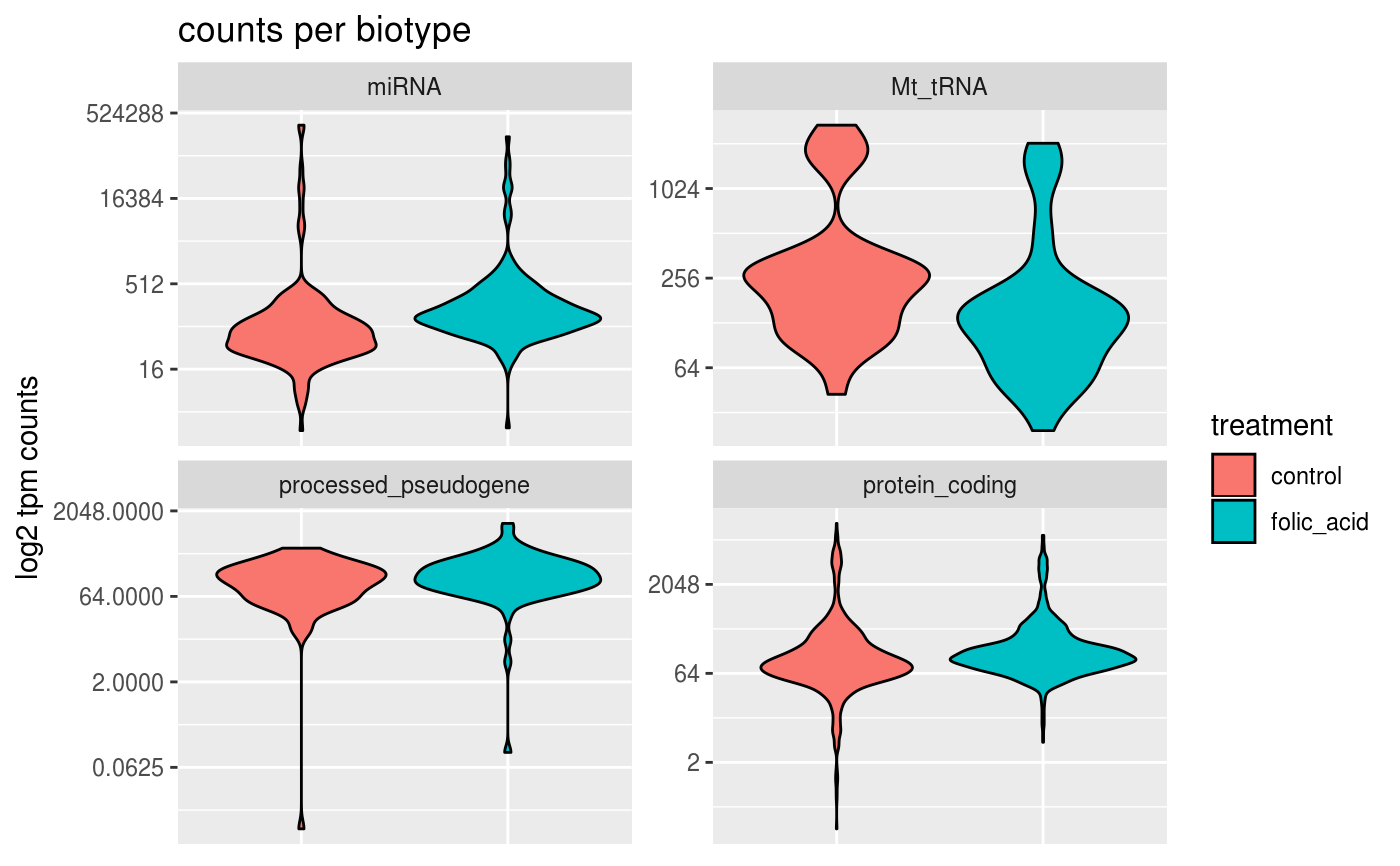 counts per biotype
miRNA
Mt_tRNA
524288
16384
512
16
1024
256
64
processed_pseudogene
protein_coding
2048.0000
64.0000
2.0000
0.0625
2048
64
2
log2 tpm counts
treatment
control
folic_acid